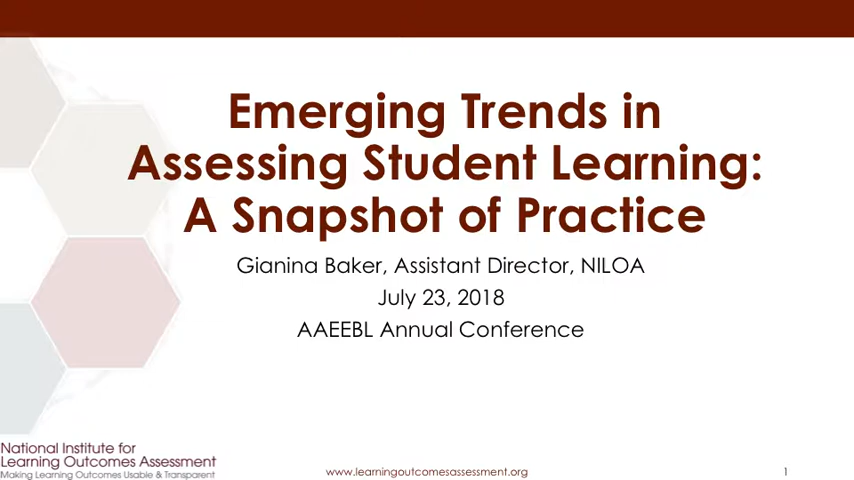 Emerging Trends in
Assessing Student Learning:
A Snapshot of Practice
Gianina Baker, Assistant Director, NILOA
July 23, 2018
AAEEBL Annual Conference
National Institute for
Learning Outcomes Assessment
Making Learning Outcomes Usable & Transparent
www.learningoutcomesassessment.org
1